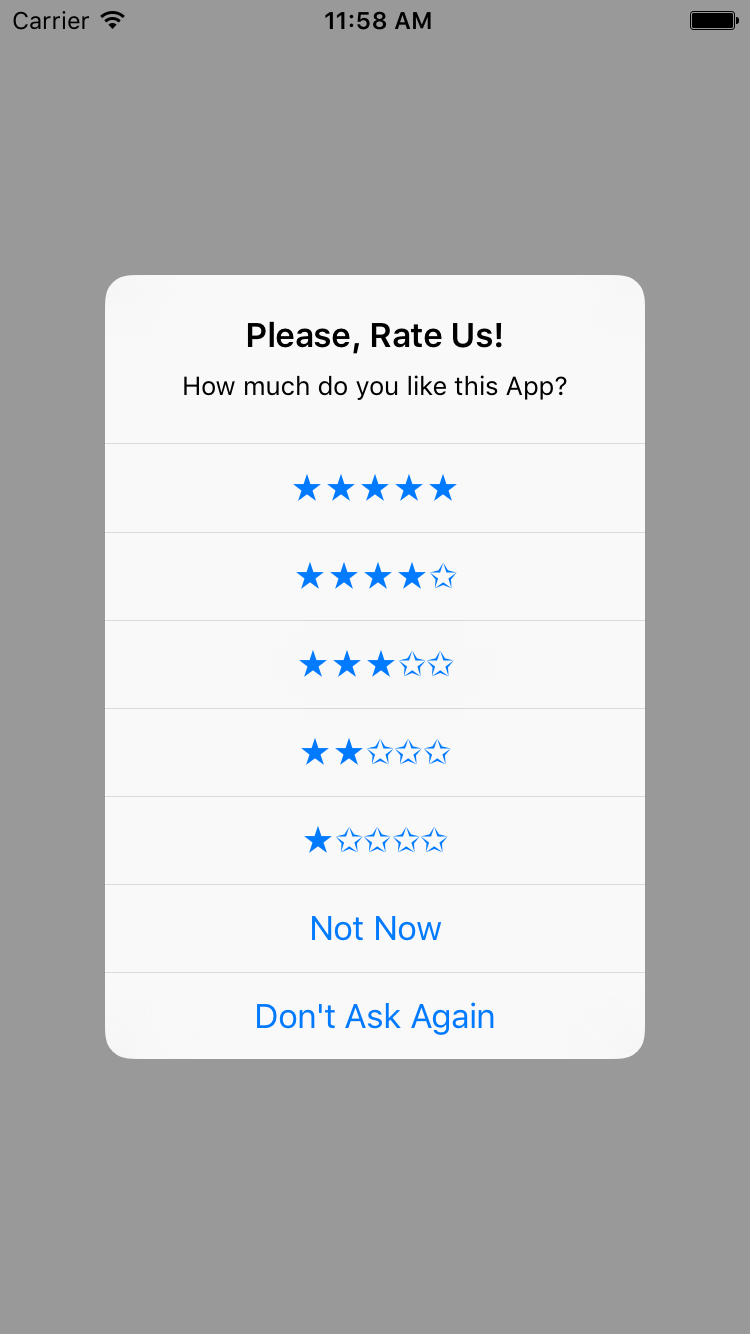 Carrier 11:58 AM
Please, Rate Us!
How much do you like this App?
★★★★★
★★★★✩
★★★✩✩
★★✩✩✩
★✩✩✩✩
Not Now
Don't Ask Again